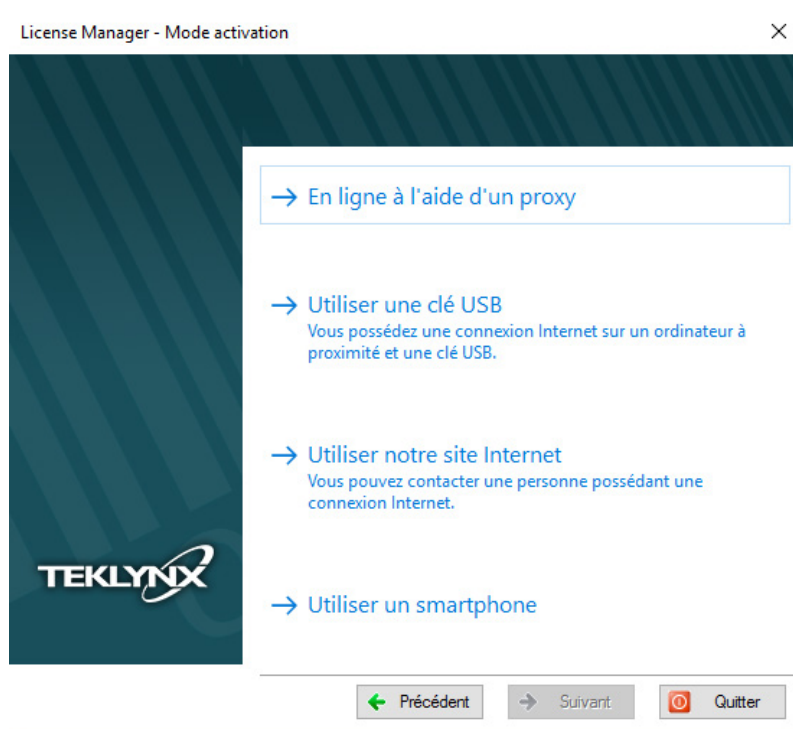 License Manager - Mode activation
En ligne à l'aide d'un proxy
Utiliser une clé USB
Vous possédez une connexion Internet sur un ordinateur à
proximité et une clé USB.
Utiliser notre site Internet
Vous pouvez contacter une personne possédant une
connexion Internet.
TEKLYNX
Utiliser un smartphone
Précédent
Suivant
Quitter